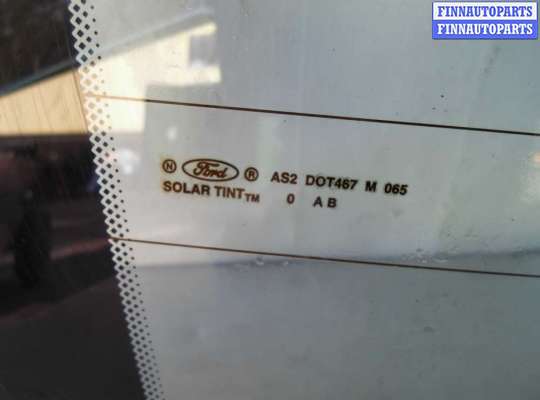 FINNAUTOPARTS
FINNAUTOPARTS
N Ford ® AS2 DOT467 M 065
SOLAR TINT™ 0 A B